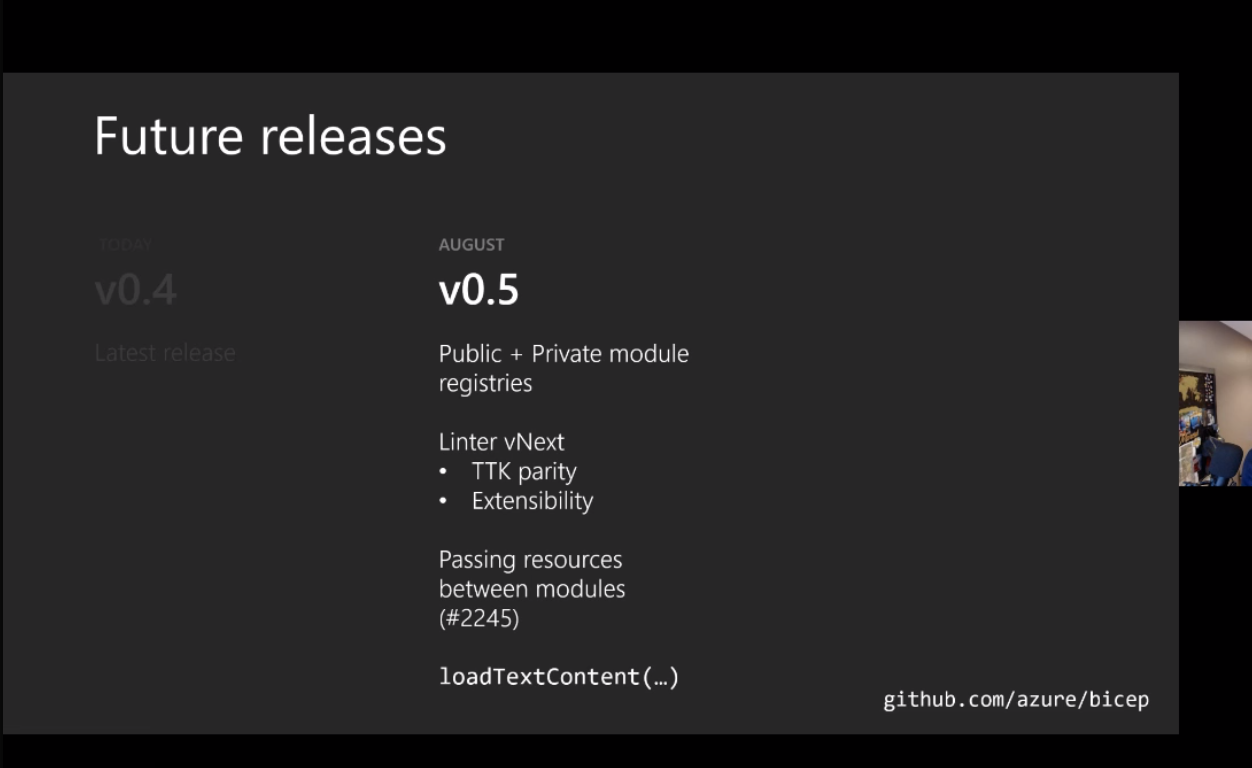 Future releases
TODAY
v0.4
Latest release
AUGUST
v0.5
Public + Private module
registries
Linter vNext
• TTK parity
• Extensibility
Passing resources
between modules
(#2245)
loadTextContent(…)
github.com/azure/bicep